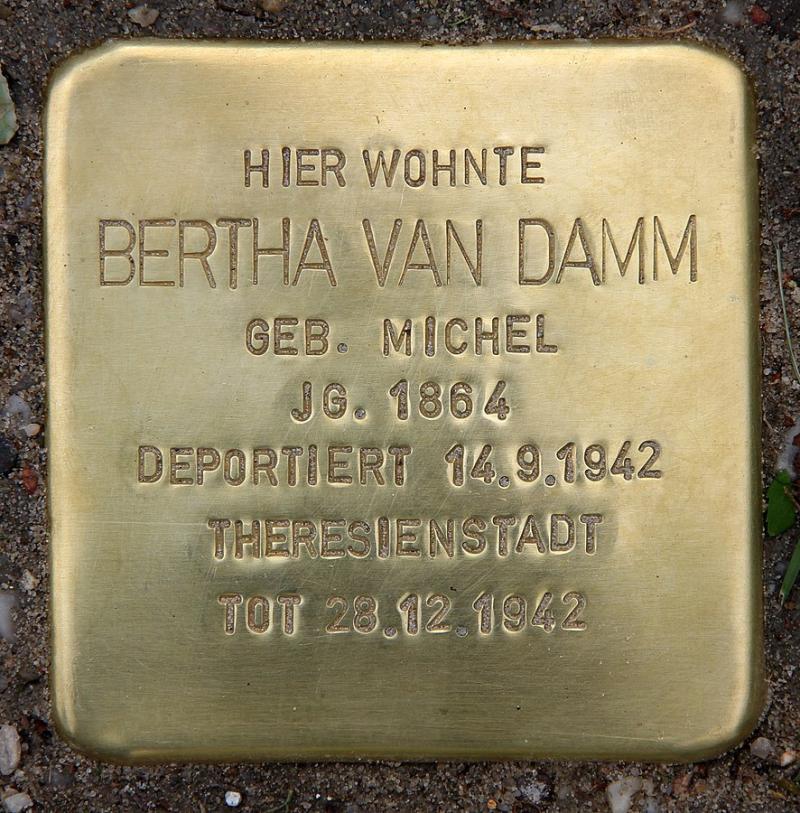 HIER WOHNTE
BERTHA VAN DAMM
GEB. MICHEL
JG. 1864
DEPORTIERT 14.9.1942
THERESIENSTADT
TOT 28.12.1942